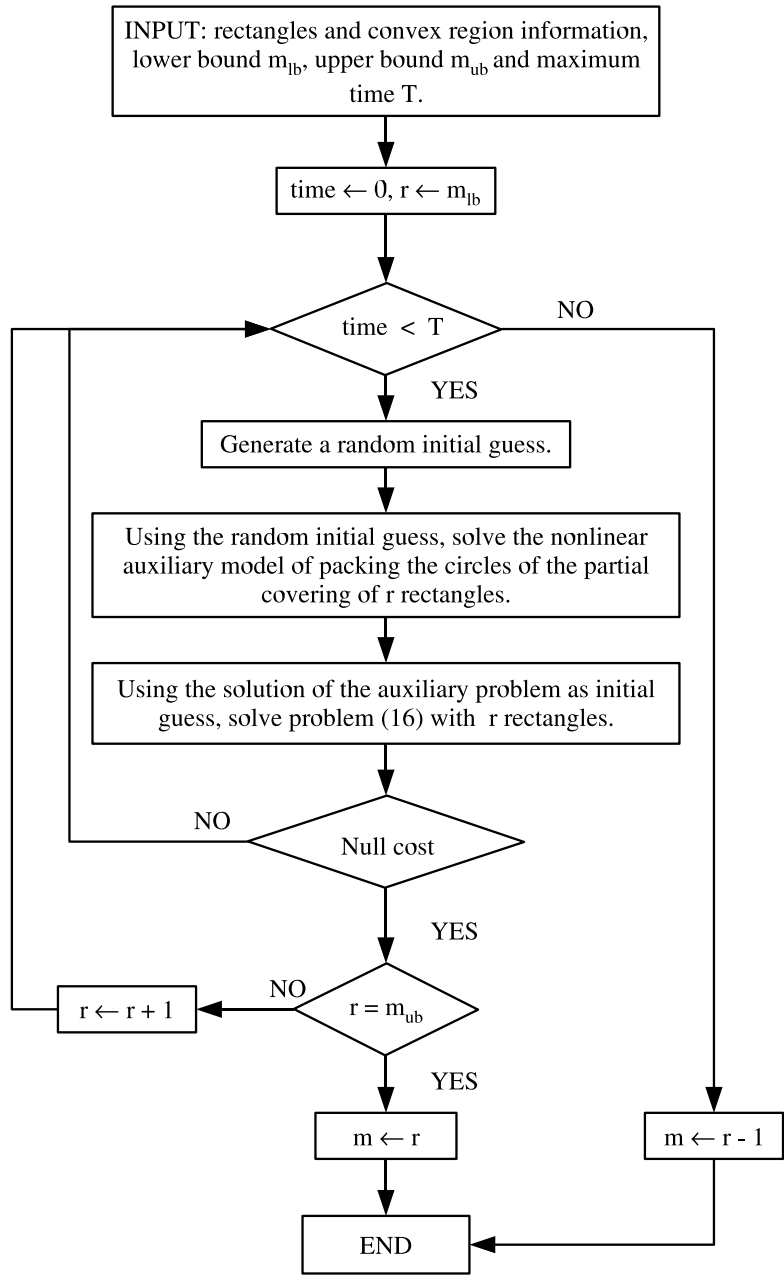 INPUT: rectangles and convex region information,
lower bound m_lb, upper bound m_ub and maximum
time T.
time ← 0, r ← m_lb
time < T
NO
YES
Generate a random initial guess.
Using the random initial guess, solve the nonlinear
auxiliary model of packing the circles of the partial
covering of r rectangles.
Using the solution of the auxiliary problem as initial
guess, solve problem (16) with r rectangles.
NO
Null cost
YES
NO
r = m_ub
r ← r + 1
YES
m ← r
m ← r - 1
END